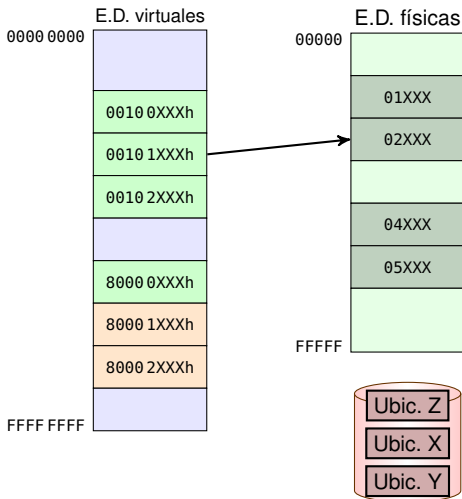 E.D. virtuales
0000 0000
0010 0XXXh
0010 1XXXh
0010 2XXXh
8000 0XXXh
8000 1XXXh
8000 2XXXh
FFFF FFFF
E.D. físicas
00000
01XXX
02XXX
04XXX
05XXX
FFFFF
Ubic. Z
Ubic. X
Ubic. Y